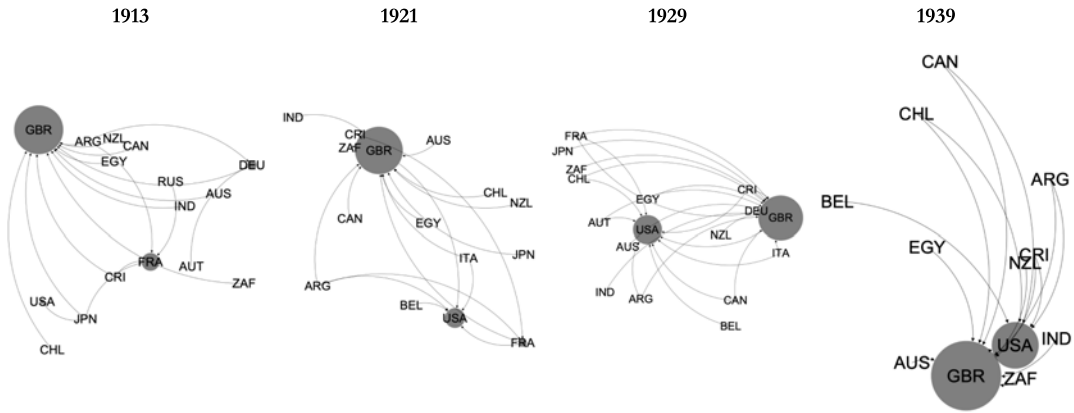 1913
1921
1929
1939
GBR
ARG
NZL
CAN
EGY
DEU
RUS
AUS
IND
FRA
AUT
CRI
ZAF
USA
JPN
CHL
IND
CRI
ZAF
GBR
AUS
CHL
NZL
CAN
EGY
JPN
ITA
ARG
BEL
USA
FRA
FRA
JPN
ZAF
CHL
EGY
CRI
DEU
GBR
AUT
USA
NZL
AUS
ITA
IND
ARG
CAN
BEL
CAN
CHL
ARG
BEL
EGY
CRI
NZL
USA
IND
AUS
GBR
ZAF